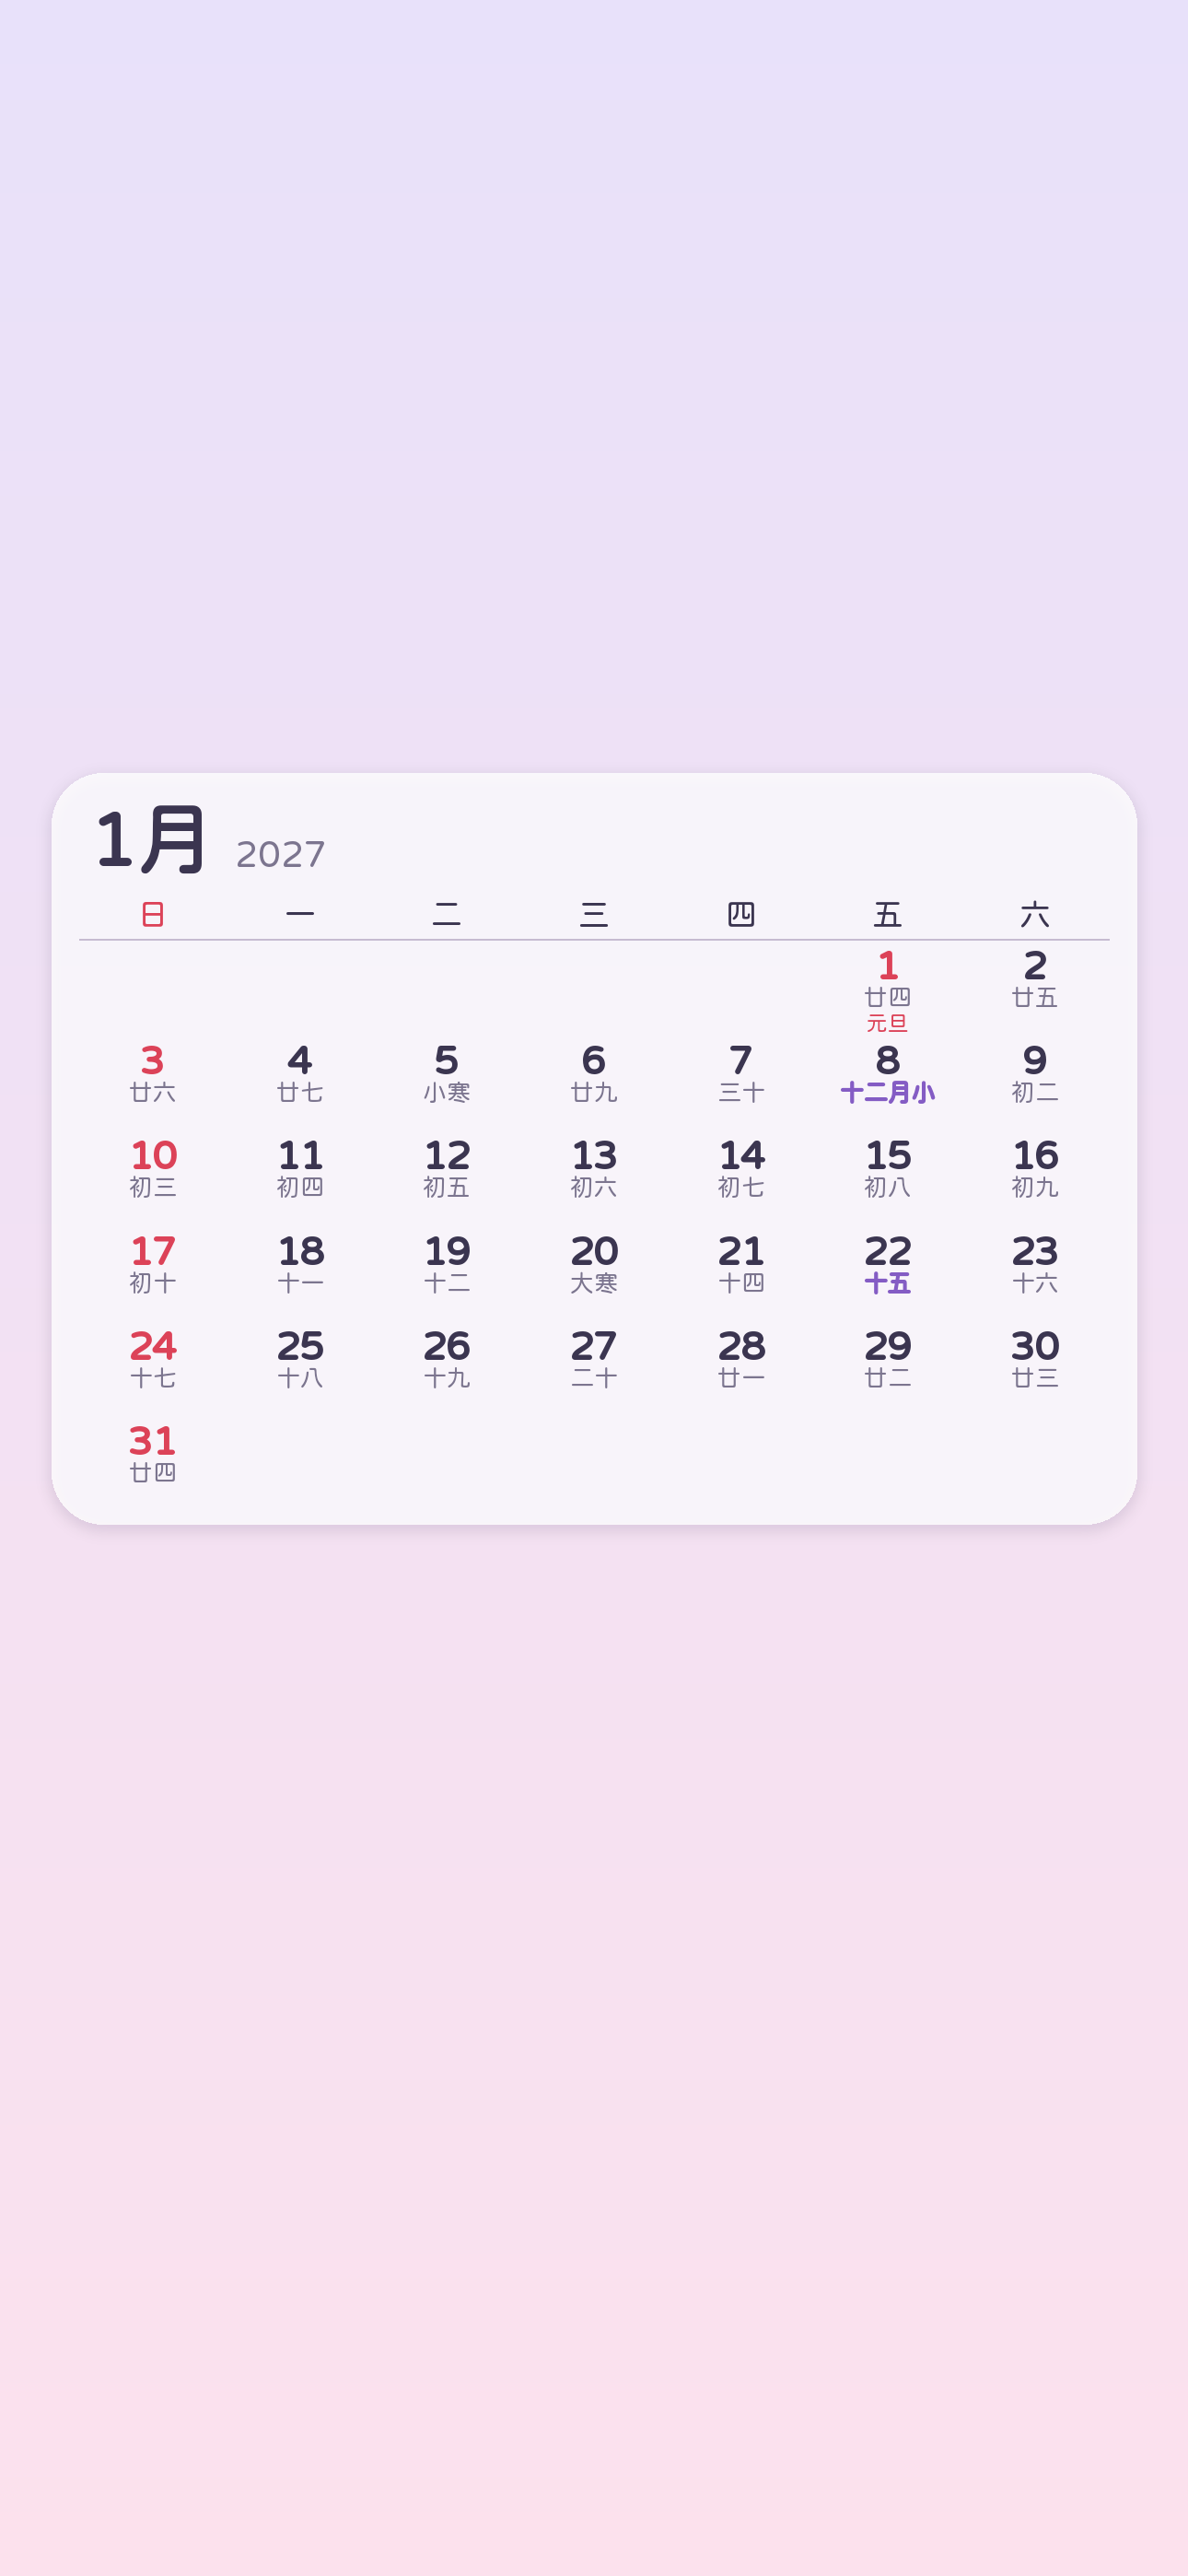 1月 2027
日 一 二 三 四 五 六
1 2
廿四 廿五
元旦
3 4 5 6 7 8 9
廿六 廿七 小寒 廿九 三十 十二月小 初二
10 11 12 13 14 15 16
初三 初四 初五 初六 初七 初八 初九
17 18 19 20 21 22 23
初十 十一 十二 大寒 十四 十五 十六
24 25 26 27 28 29 30
十七 十八 十九 二十 廿一 廿二 廿三
31
廿四